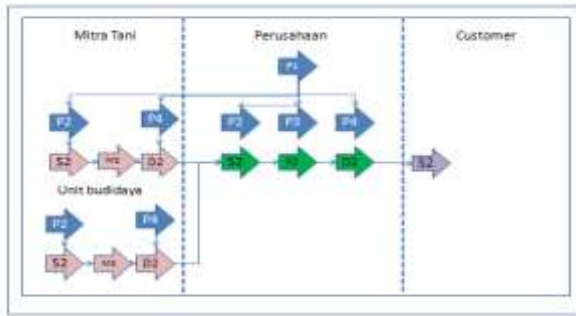 Mitra Tani Perusahaan Customer
P1
P2 P4 P2 P3 P4
S2 D2 S2 D2 S2
Unit budidaya
P2 P4
S2 D2